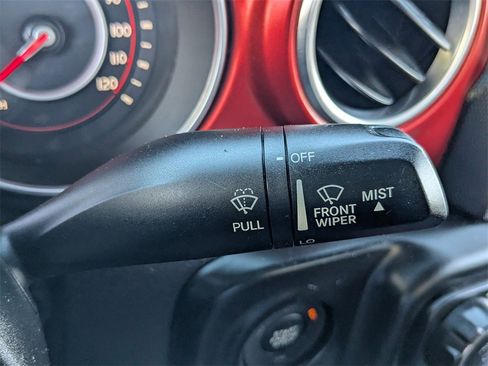 100
110
120
H
OFF
PULL
FRONT
WIPER
MIST
LO